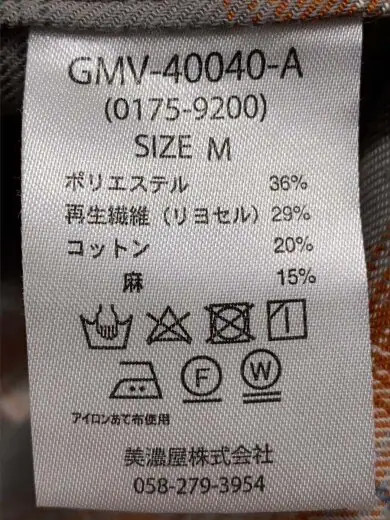 GMV-40040-A
(0175-9200)
SIZE M
ポリエステル 36%
再生繊維（リヨセル）29%
コットン 20%
麻 15%
F W
アイロンあて布使用
美濃屋株式会社
058-279-3954